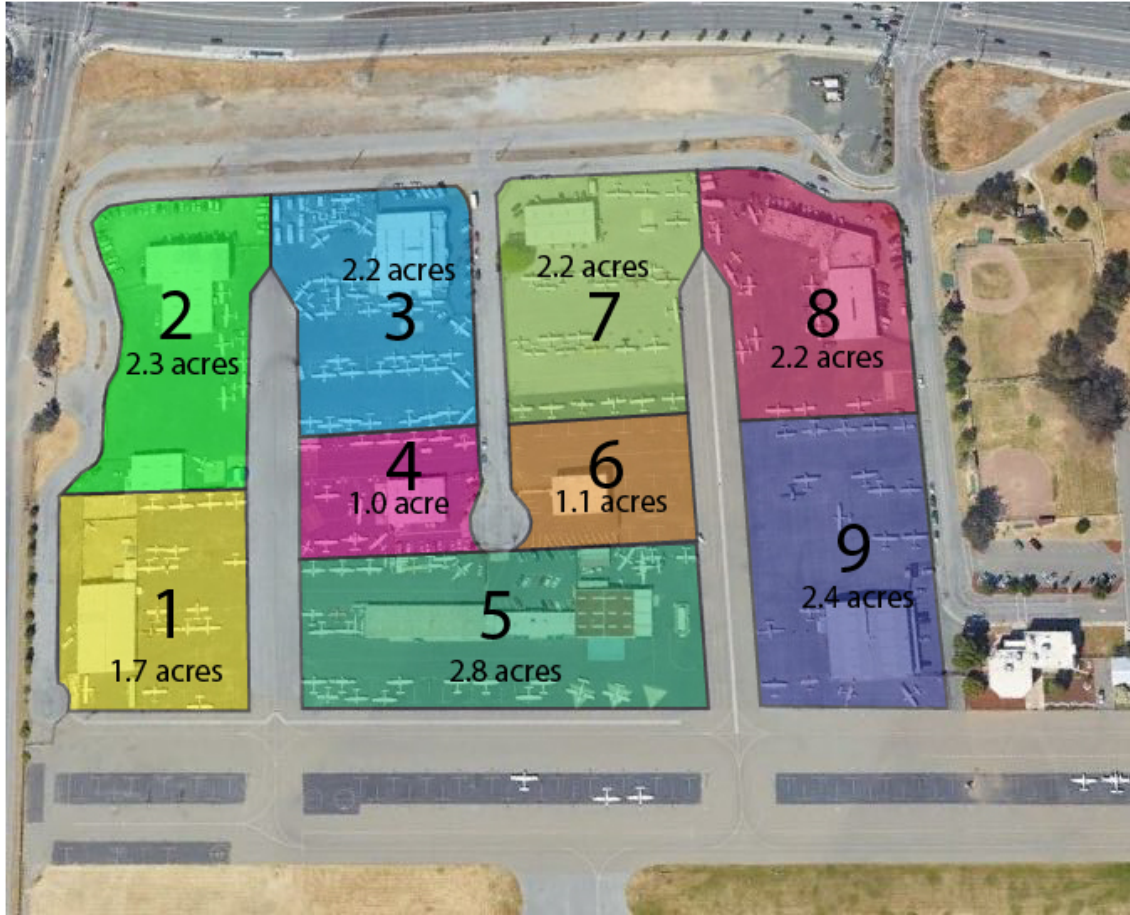 2.2 acres
3
2.2 acres
7
2
2.3 acres
8
2.2 acres
4
1.0 acre
6
1.1 acres
9
2.4 acres
1
1.7 acres
5
2.8 acres